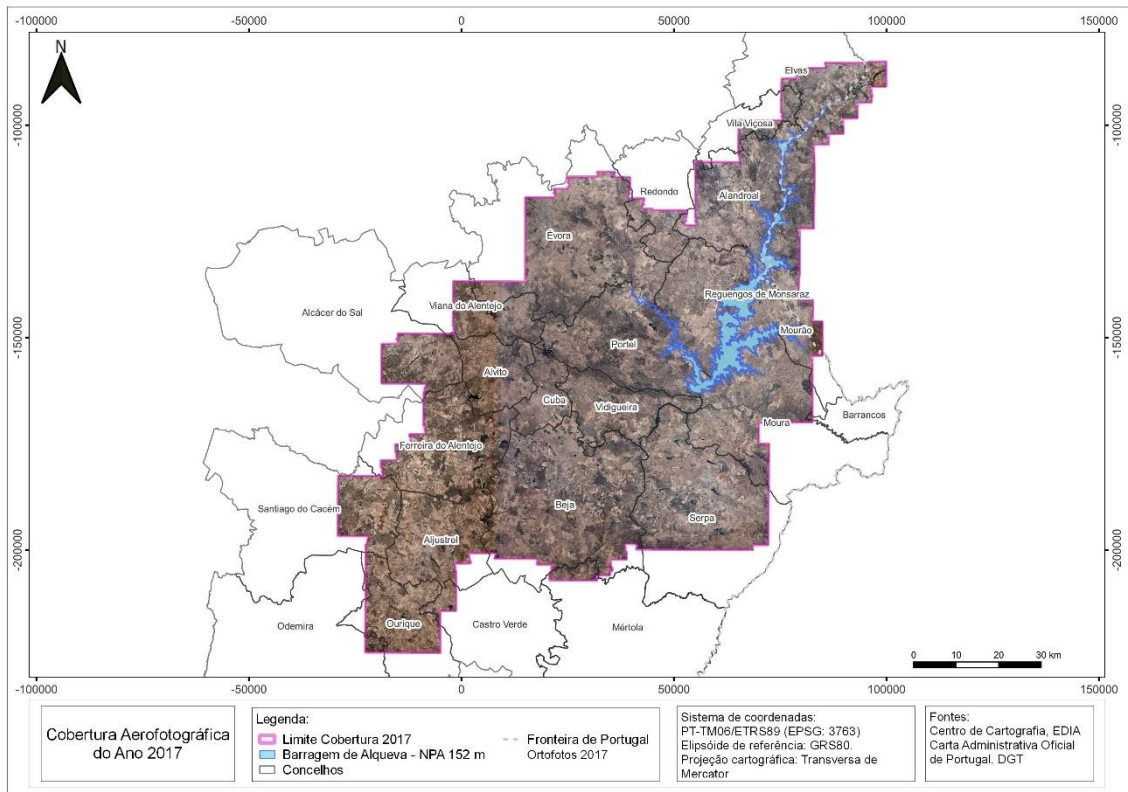 -100000 -50000 0 50000 100000 150000
N
Elvas
-100000 -100000
Vila Viçosa
Redondo
Alandroal
Évora
Reguengos de Monsaraz
Viana do Alentejo
Alcácer do Sal
Mourão
-150000 -150000
Portel
Alvito
Cuba
Vidigueira
Barrancos
Moura
Ferreira do Alentejo
Beja
Santiago do Cacém
Serpa
Aljustrel
-200000 -200000
Odemira
Ourique
Castro Verde
Mértola
0 10 20 30 km
-100000 -50000 0 50000 100000 150000
Cobertura Aerofotográfica
do Ano 2017
Legenda:
Limite Cobertura 2017
Barragem de Alqueva - NPA 152 m
Concelhos
Fronteira de Portugal
Ortofotos 2017
Sistema de coordenadas:
PT-TM06/ETRS89 (EPSG: 3763)
Elipsóide de referência: GRS80.
Projeção cartográfica: Transversa de
Mercator
Fontes:
Centro de Cartografia, EDIA
Carta Administrativa Oficial
de Portugal, DGT